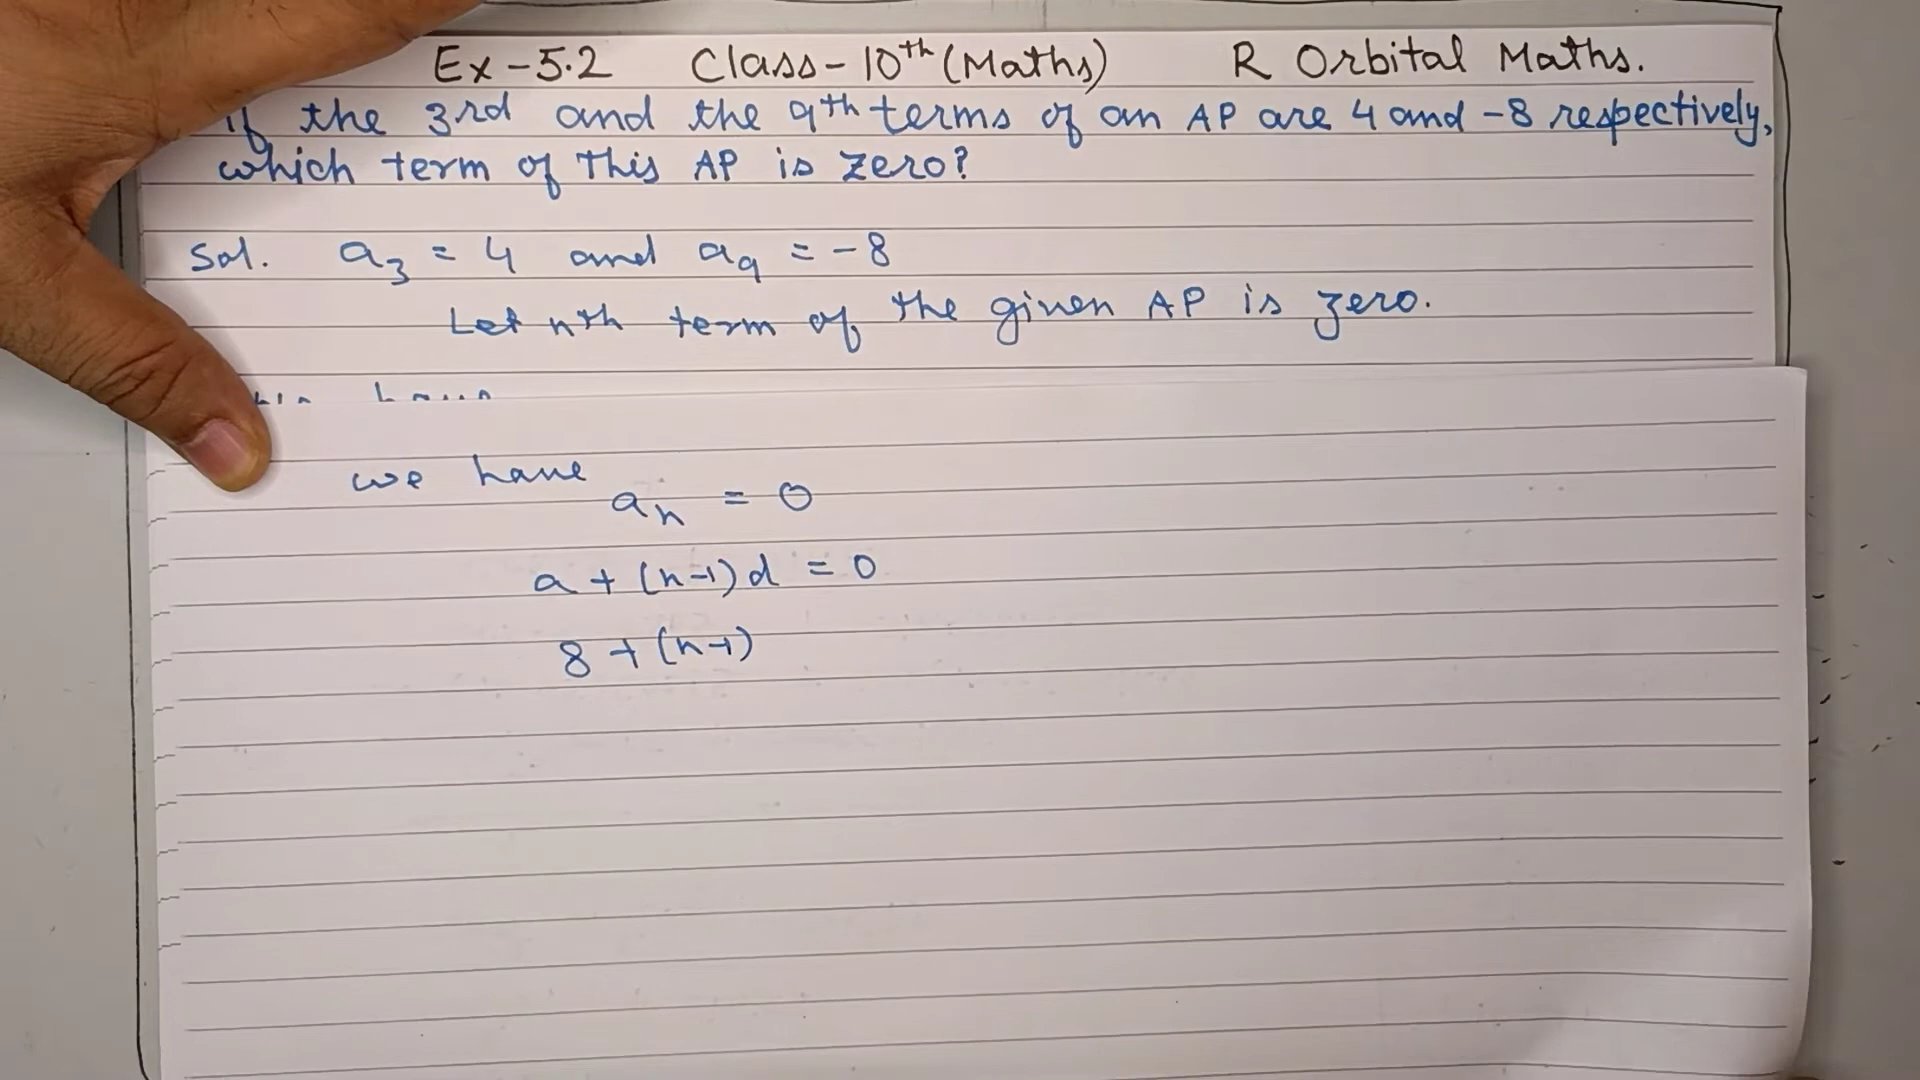 Ex-5.2 Class-10th (Maths) R Orbital Maths.
If the 3rd and the 9th terms of an AP are 4 and -8 respectively,
which term of this AP is zero?
Sol. a₃ = 4 and a₉ = -8
Let nth term of the given AP is zero.
we have
aₙ = 0
a + (n-1)d = 0
8 + (n-1)